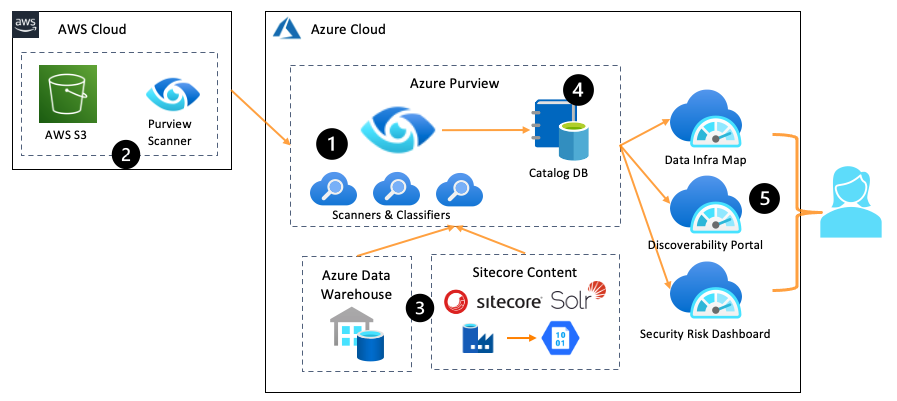 aws
AWS Cloud
AWS S3
Purview
Scanner
2
Azure Cloud
Azure Purview
1
4
Catalog DB
Scanners & Classifiers
Azure Data
Warehouse
3
Sitecore Content
sitecore
Solr
10
01
Data Infra Map
5
Discoverability Portal
Security Risk Dashboard